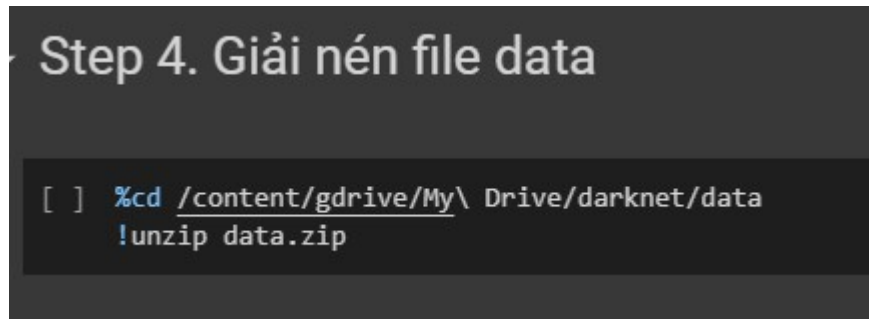 Step 4. Giải nén file data
[ ] %cd /content/gdrive/My\ Drive/darknet/data
!unzip data.zip